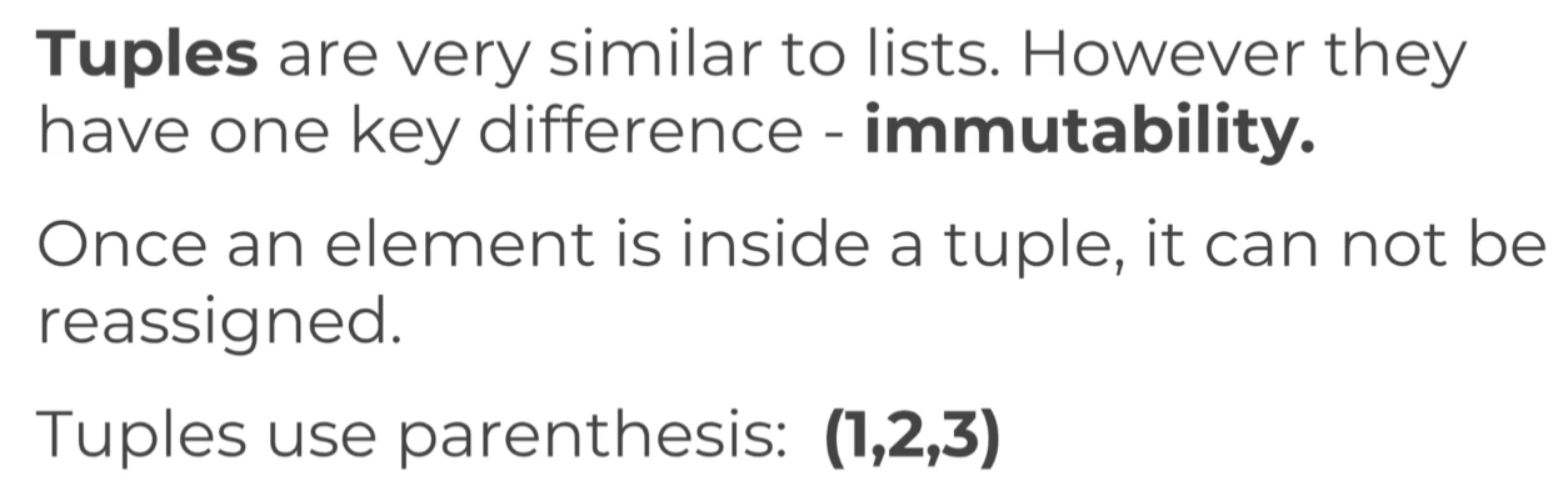 Tuples are very similar to lists. However they
have one key difference - immutability.
Once an element is inside a tuple, it can not be
reassigned.
Tuples use parenthesis: (1,2,3)